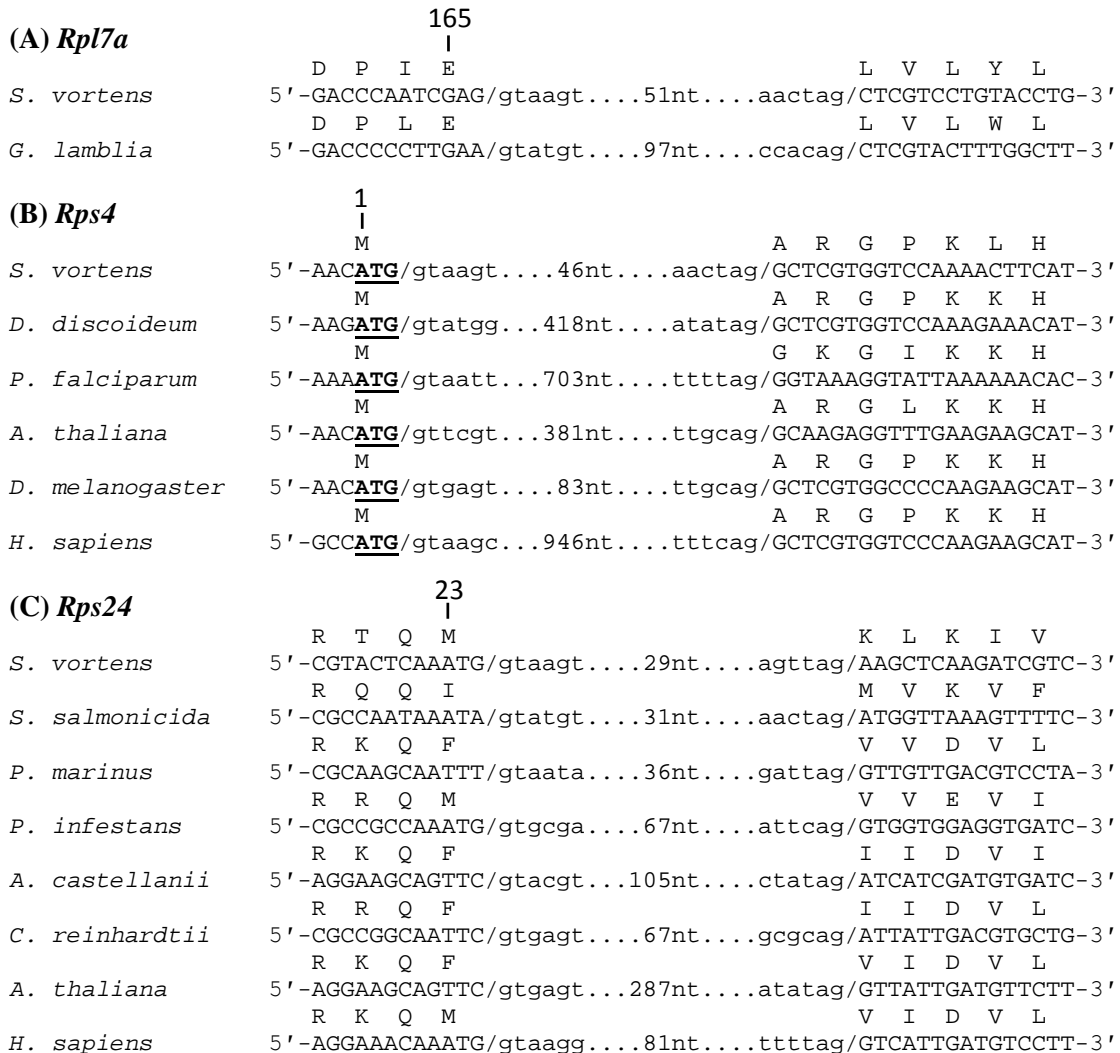 165
(A) Rpl7a
D P I E L V L Y L
S. vortens 5'-GACCCAATCGAG/gtaagt....51nt....aactag/CTCGTCCTGTACCTG-3'
D P L E L V L W L
G. lamblia 5'-GACCCCCTTGAA/gtatgt....97nt....ccacag/CTCGTACTTTGGCTT-3'
1
(B) Rps4
M A R G P K L H
S. vortens 5'-AACATG/gtaagt....46nt....aactag/GCTCGTGGTCCAAAACTTCAT-3'
M A R G P K K H
D. discoideum 5'-AAGATG/gtatgg...418nt....atatag/GCTCGTGGTCCAAAGAAACAT-3'
M G K G I K K H
P. falciparum 5'-AAAATG/gtaatt...703nt....ttttag/GGTAAAGGTATTAAAAAACAC-3'
M A R G L K K H
A. thaliana 5'-AACATG/gttcgt...381nt....ttgcag/GCAAGAGGTTTGAAGAAGCAT-3'
M A R G P K K H
D. melanogaster 5'-AACATG/gtgagt....83nt....ttgcag/GCTCGTGGCCCCAAGAAGCAT-3'
M A R G P K K H
H. sapiens 5'-GCCATG/gtaagc...946nt....tttcag/GCTCGTGGTCCCAAGAAGCAT-3'
23
(C) Rps24
R T Q M K L K I V
S. vortens 5'-CGTACTCAAATG/gtaagt....29nt....agttag/AAGCTCAAGATCGTC-3'
R Q Q I M V K V F
S. salmonicida 5'-CGCCAATAAATA/gtatgt....31nt....aactag/ATGGTTAAAGTTTTC-3'
R K Q F V V D V L
P. marinus 5'-CGCAAGCAATTT/gtaata....36nt....gattag/GTTGTTGACGTCCTA-3'
R R Q M V V E V I
P. infestans 5'-CGCCGCCAAATG/gtgcga....67nt....attcag/GTGGTGGAGGTGATC-3'
R K Q F I I D V I
A. castellanii 5'-AGGAAGCAGTTC/gtacgt...105nt....ctatag/ATCATCGATGTGATC-3'
R R Q F I I D V L
C. reinhardtii 5'-CGCCGGCAATTC/gtgagt....67nt....gcgcag/ATTATTGACGTGCTG-3'
R K Q F V I D V L
A. thaliana 5'-AGGAAGCAGTTC/gtgagt...287nt....atatag/GTTATTGATGTTCTT-3'
R K Q M V I D V L
H. sapiens 5'-AGGAAACAAATG/gtaagg....81nt....ttttag/GTCATTGATGTCCTT-3'